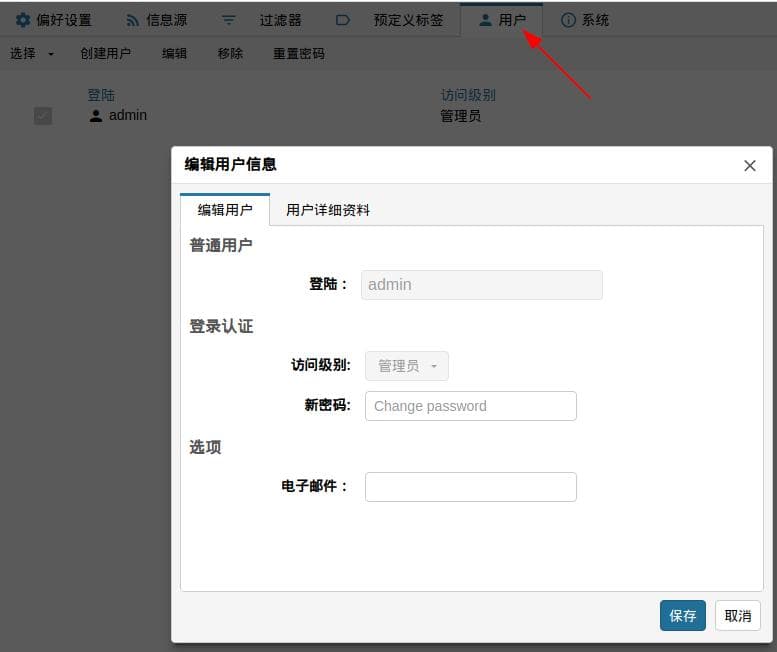 偏好设置 信息源 过滤器 预定义标签 用户 系统
选择 创建用户 编辑 移除 重置密码
登陆 访问级别
admin 管理员
编辑用户信息
编辑用户 用户详细资料
普通用户
登陆： admin
登录认证
访问级别: 管理员
新密码: Change password
选项
电子邮件：
保存 取消